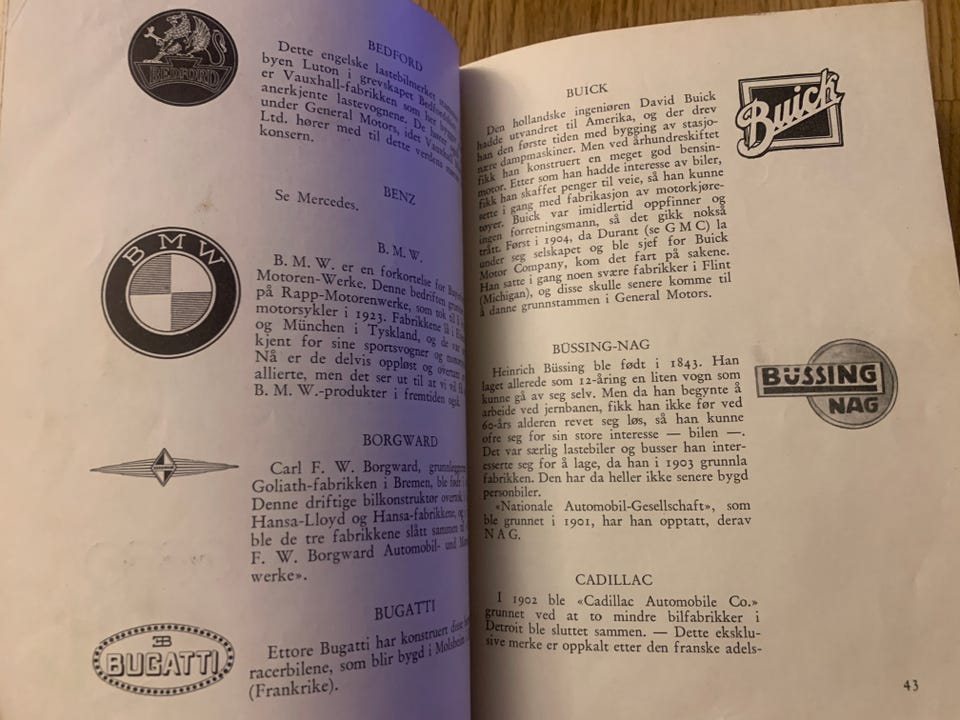 BEDFORD
BEDFORD
Dette engelske lastebilmerket
byen Luton i grevskapet
er Vauxhall-fabrikken som her
anerkjente lastevognene. De
under General Motors, idet
Ltd. hører med til dette verdens
konsern.
BENZ
Se Mercedes.
BMW
B. M. W.
B. M. W. er en forkortelse for
Motoren-Werke. Denne bedriften
på Rapp-Motorenwerke, som tok til å
motorsykler i 1923. Fabrikkene lå i
og München i Tyskland, og de var
kjent for sine sportsvogner og
Nå er de delvis oppløst og
allierte, men det ser ut til at vi
B. M. W.-produkter i fremtiden også.
BORGWARD
Carl F. W. Borgward, grunnleggeren
Goliath-fabrikken i Bremen, ble født
Denne driftige bilkonstruktør
Hansa-Lloyd og Hansa-fabrikkene, og
ble de tre fabrikkene slått sammen til
F. W. Borgward Automobil- und
werke».
EB
BUGATTI
BUGATTI
Ettore Bugatti har konstruert disse
racerbilene, som blir bygd i Molsheim
(Frankrike).
BUICK
Buick
Den hollandske ingeniøren David Buick
hadde utvandret til Amerika, og der drev
han den første tiden med bygging av stasjo-
nære dampmaskiner. Men ved århundreskiftet
fikk han konstruert en meget god bensin-
motor. Etter som han hadde interesse av biler,
fikk han skaffet penger til veie, så han kunne
sette i gang med fabrikasjon av motorkjøre-
tøyer. Buick var imidlertid oppfinner og
ingen forretningsmann, så det gikk nokså
trått. Først i 1904, da Durant (se G M C) la
under seg selskapet og ble sjef for Buick
Motor Company, kom det fart på sakene.
Han satte i gang noen svære fabrikker i Flint
(Michigan), og disse skulle senere komme til
å danne grunnstammen i General Motors.
BÜSSING-NAG
BÜSSING
NAG
Heinrich Büssing ble født i 1843. Han
laget allerede som 12-åring en liten vogn som
kunne gå av seg selv. Men da han begynte å
arbeide ved jernbanen, fikk han ikke før ved
60-års alderen revet seg løs, så han kunne
ofre seg for sin store interesse — bilen —.
Det var særlig lastebiler og busser han inter-
esserte seg for å lage, da han i 1903 grunnla
fabrikken. Den har da heller ikke senere bygd
personbiler.
«Nationale Automobil-Gesellschaft», som
ble grunnet i 1901, har han opptatt, derav
N A G.
CADILLAC
I 1902 ble «Cadillac Automobile Co.»
grunnet ved at to mindre bilfabrikker i
Detroit ble sluttet sammen. — Dette eksklu-
sive merke er oppkalt etter den franske adels-
43